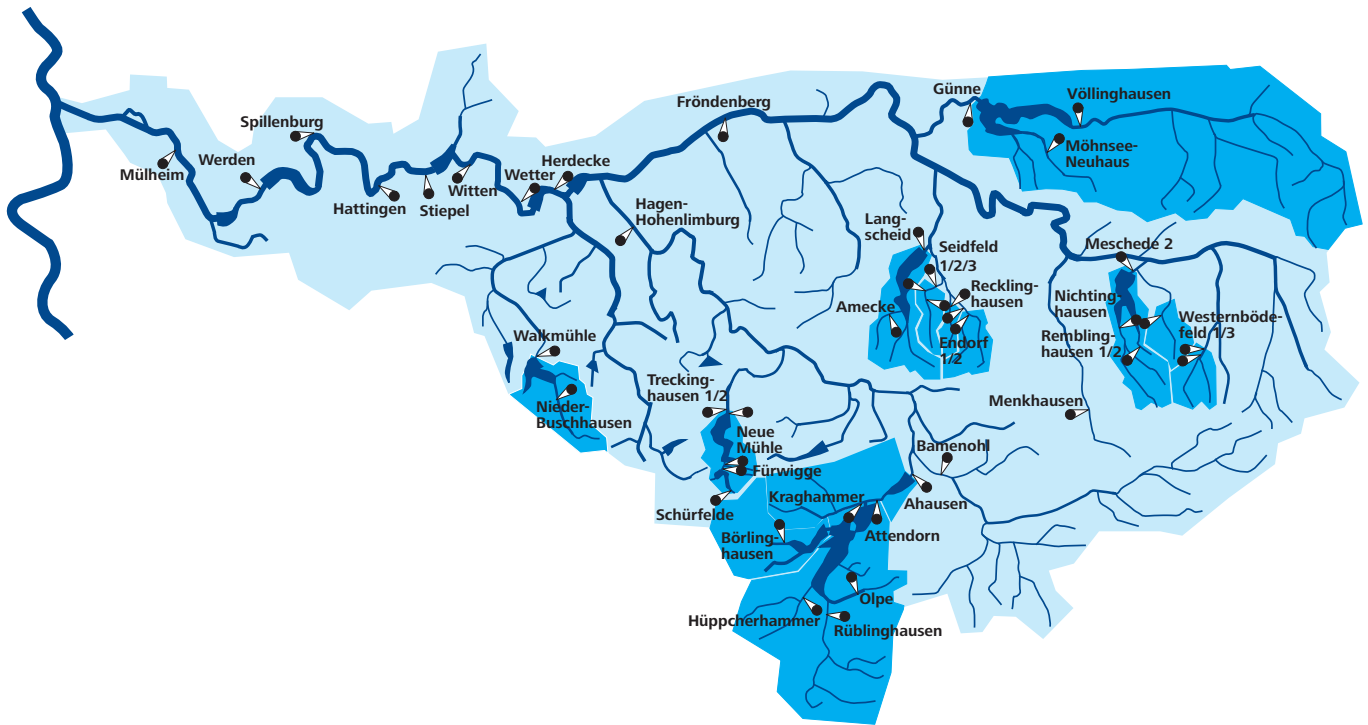 Günne
Völlinghausen
Fröndenberg
Spillenburg
Möhnsee-
Neuhaus
Werden
Herdecke
Mülheim
Wetter
Witten
Hattingen
Stiepel
Hagen-
Hohenlimburg
Lang-
scheid
Seidfeld
1/2/3
Meschede 2
Reckling-
hausen
Nichting-
hausen
Amecke
Westernböde-
feld 1/3
Endorf
1/2
Rembling-
hausen 1/2
Walkmühle
Trecking-
hausen 1/2
Nieder-
Buschhausen
Menkhausen
Neue
Mühle
Bamenohl
Fürwigge
Kraghammer
Ahausen
Schürfelde
Attendorn
Börling-
hausen
Olpe
Hüppcherhammer
Rüblinghausen